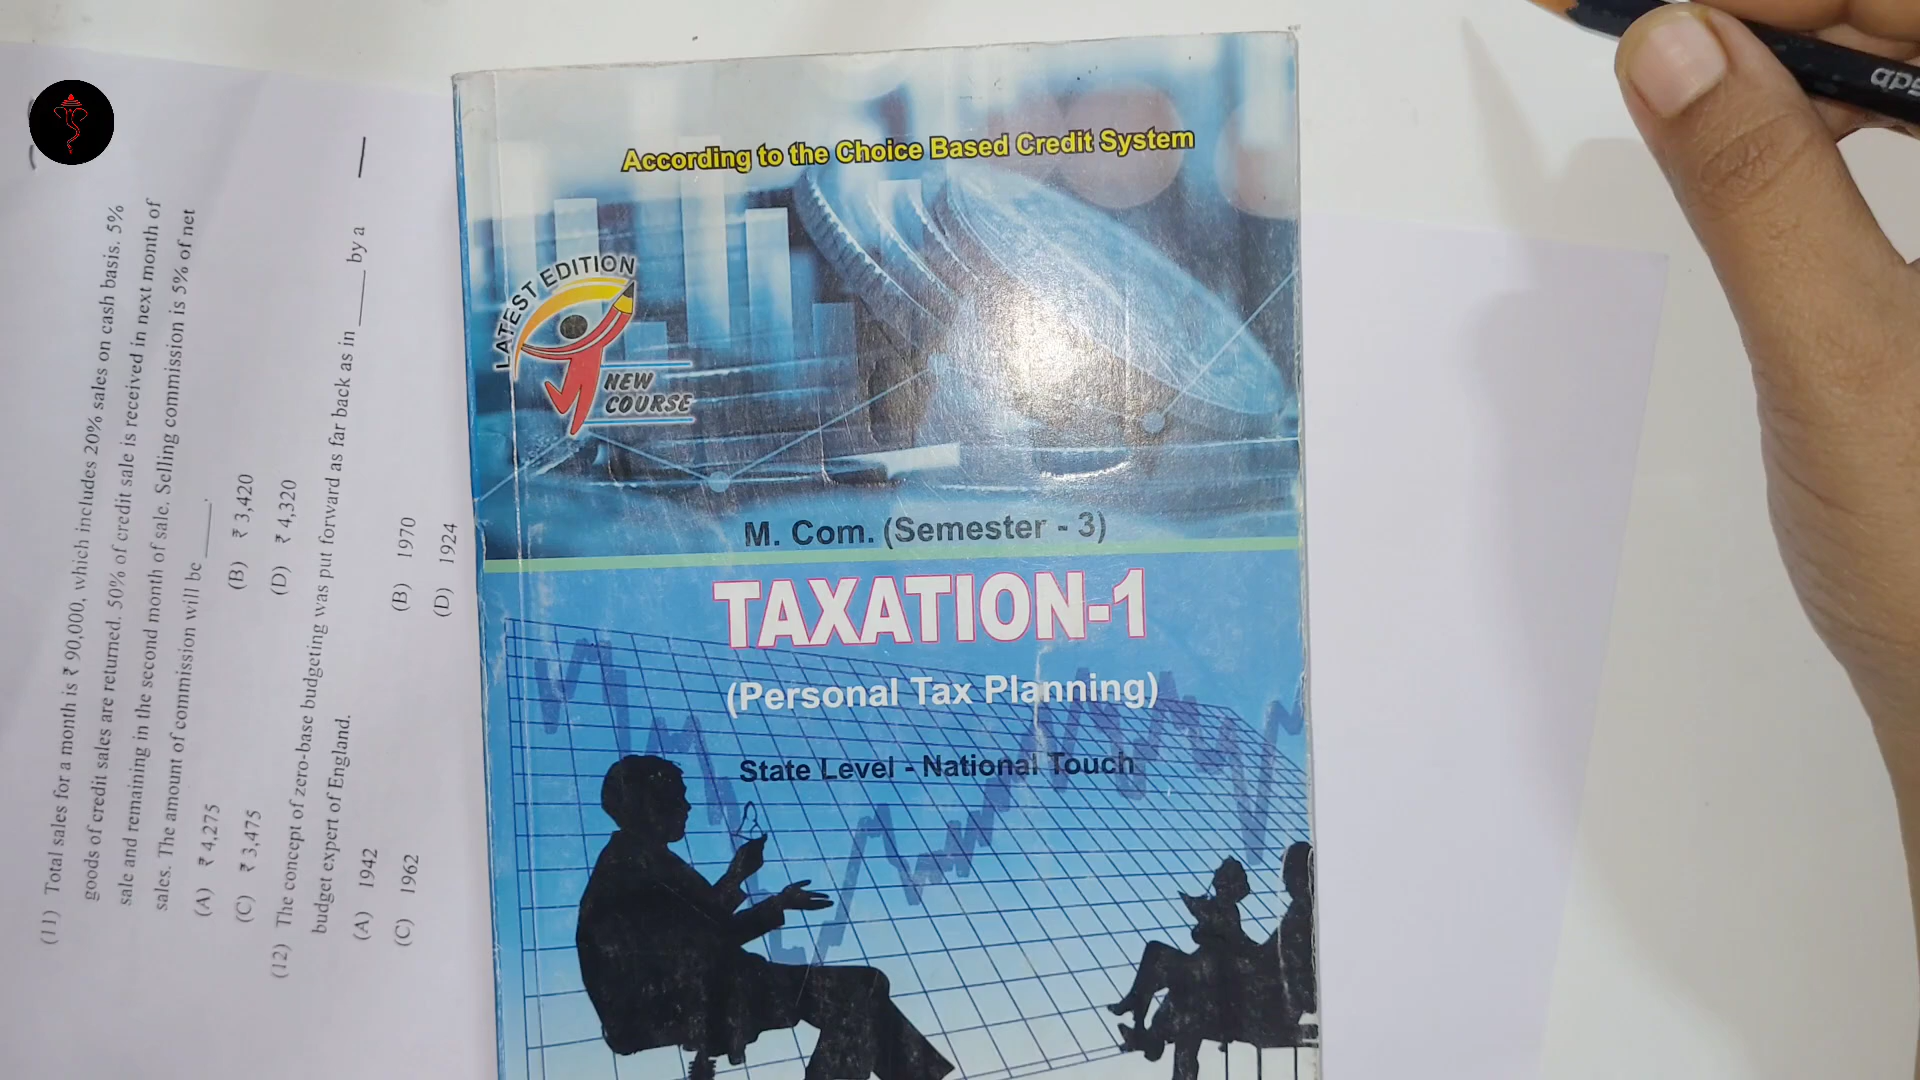 (11) Total sales for a month is ₹ 90,000, which includes 20% sales on cash basis. 5%
goods of credit sales are returned. 50% of credit sale is received in next month of
sale and remaining in the second month of sale. Selling commission is 5% of net
sales. The amount of commission will be ______.
(A) ₹ 4,275 (B) ₹ 3,420
(C) ₹ 3,475 (D) ₹ 4,320
(12) The concept of zero-base budgeting was put forward as far back as in ______ by a
budget expert of England.
(A) 1942 (B) 1970
(C) 1962 (D) 1924
According to the Choice Based Credit System
LATEST EDITION
NEW
COURSE
M. Com. (Semester - 3)
TAXATION-1
(Personal Tax Planning)
State Level - National Touch